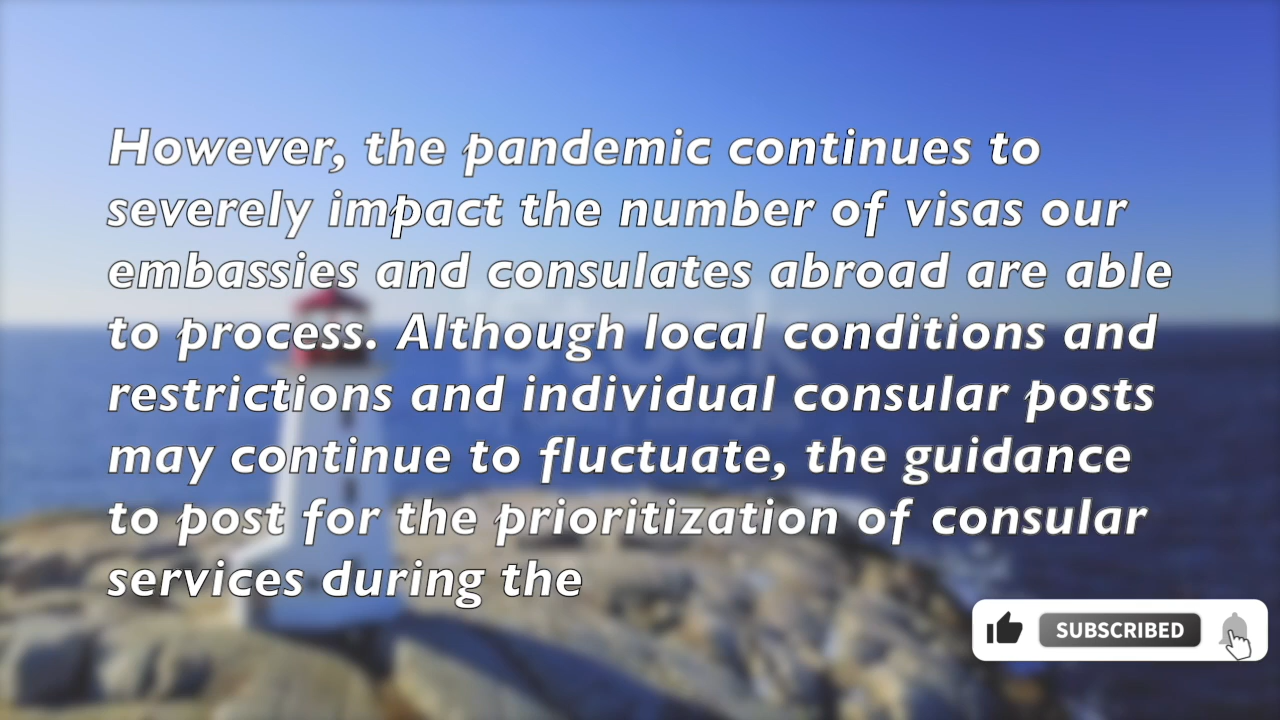 However, the pandemic continues to
severely impact the number of visas our
embassies and consulates abroad are able
to process. Although local conditions and
restrictions and individual consular posts
may continue to fluctuate, the guidance
to post for the prioritization of consular
services during the
SUBSCRIBED